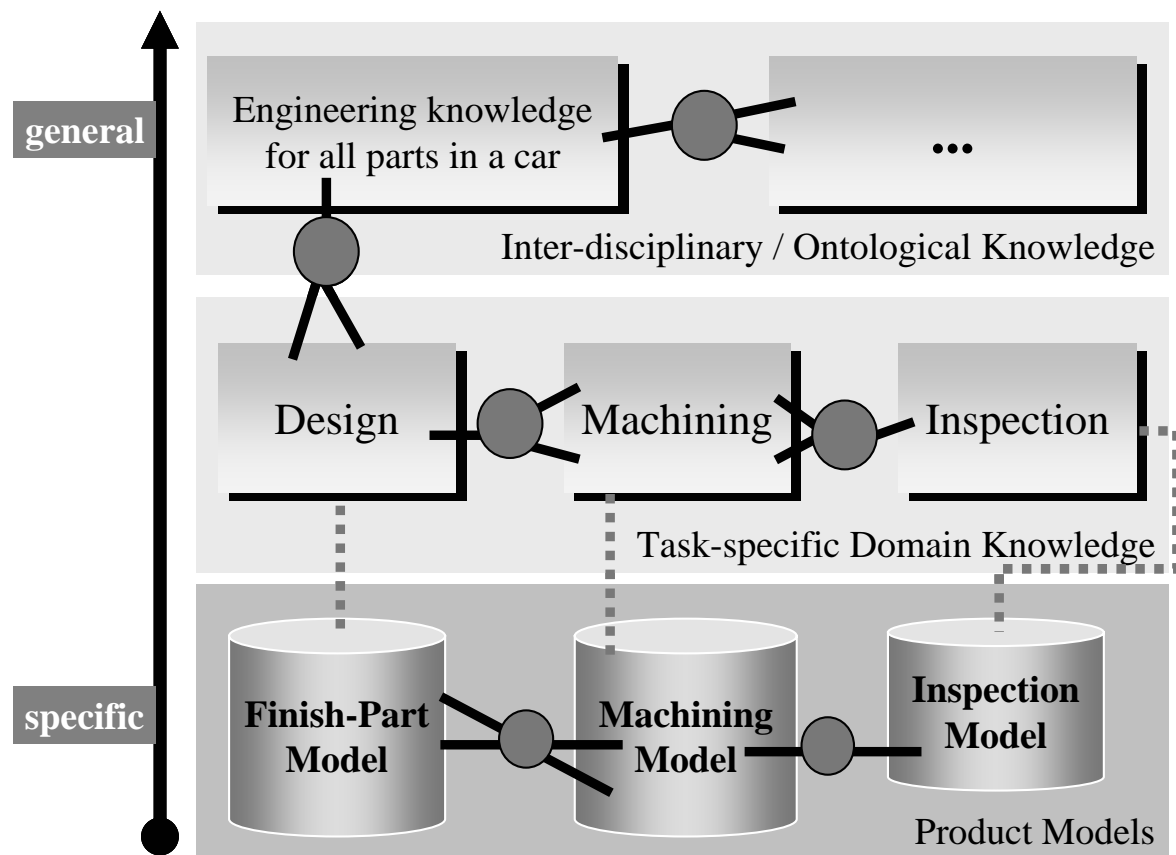 general
Engineering knowledge
for all parts in a car
...
Inter-disciplinary / Ontological Knowledge
Design
Machining
Inspection
Task-specific Domain Knowledge
specific
Finish-Part
Model
Machining
Model
Inspection
Model
Product Models